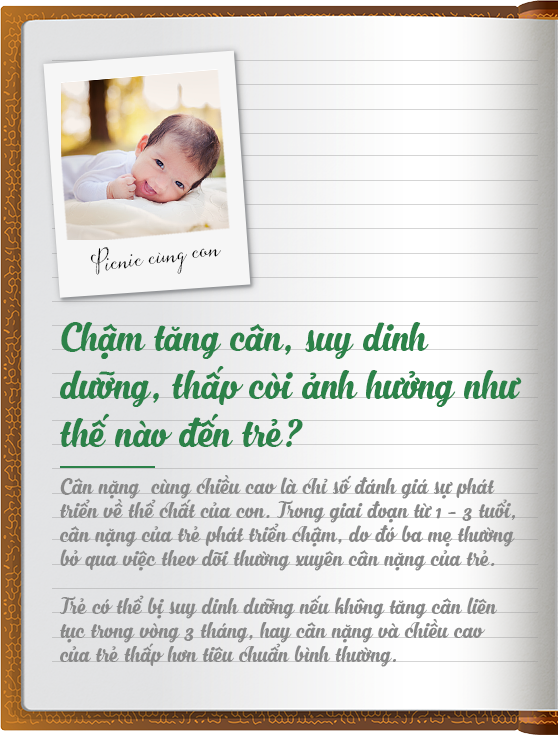 Picnic cùng con
Chậm tăng cân, suy dinh
dưỡng, thấp còi ảnh hưởng như
thế nào đến trẻ?
Cân nặng cùng chiều cao là chỉ số đánh giá sự phát
triển về thể chất của con. Trong giai đoạn từ 1 - 3 tuổi,
cân nặng của trẻ phát triển chậm, do đó ba mẹ thường
bỏ qua việc theo dõi thường xuyên cân nặng của trẻ.
Trẻ có thể bị suy dinh dưỡng nếu không tăng cân liên
tục trong vòng 3 tháng, hay cân nặng và chiều cao
của trẻ thấp hơn tiêu chuẩn bình thường.